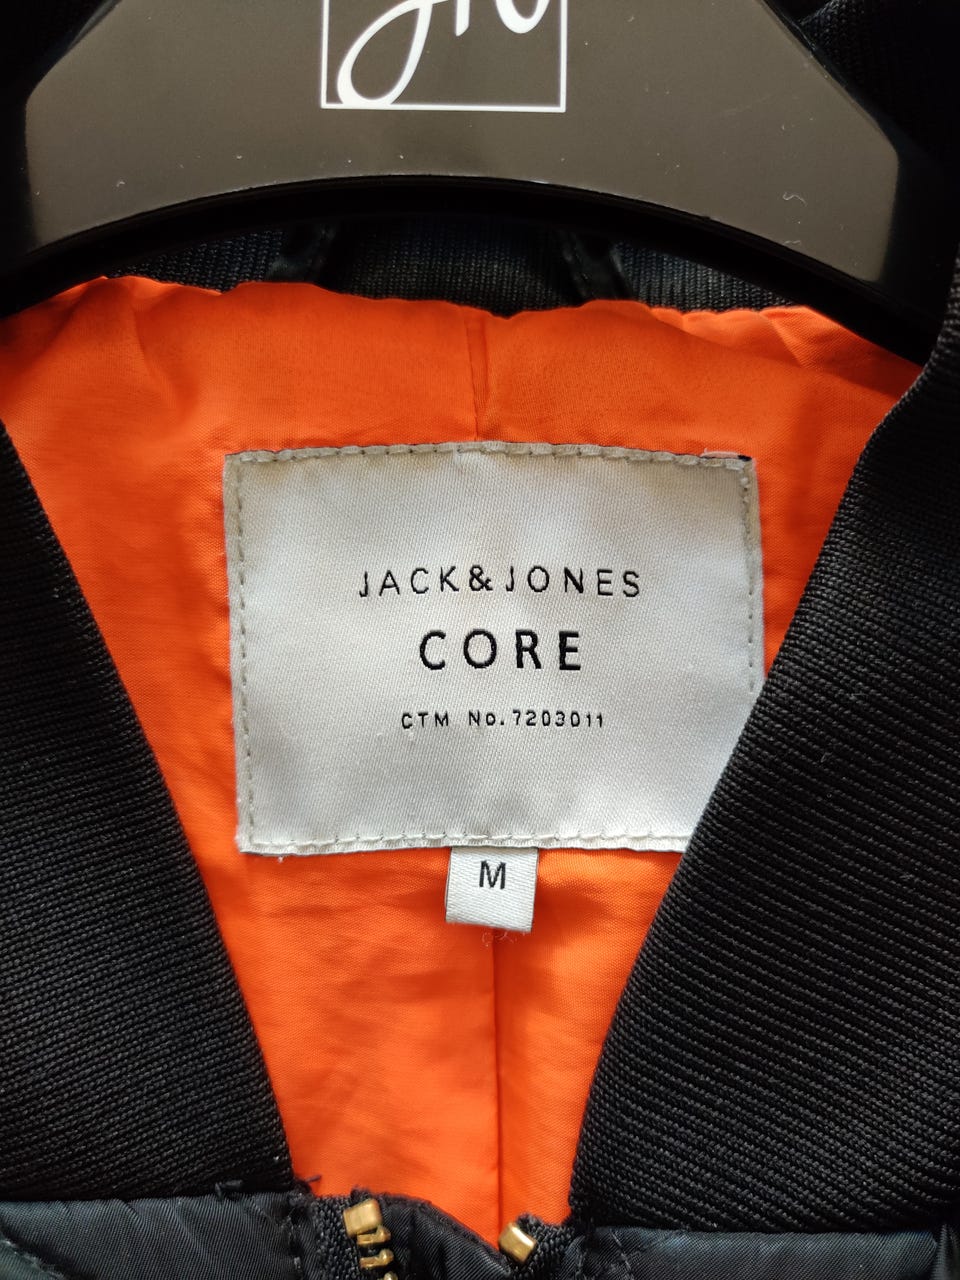 JACK&JONES
CORE
CTM No. 7203011
M